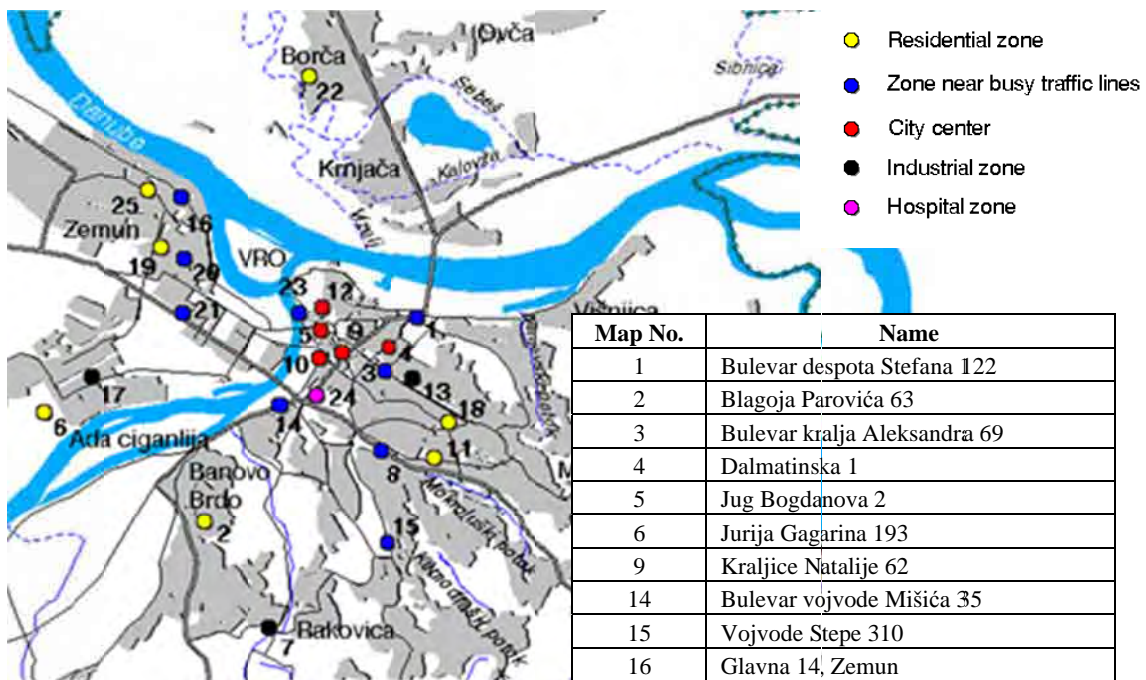 Ovča
Borča
22
Sibnica
Sebeš
Danube
Krnjača
Kalovita
Vizelj
25
16
Zemun
19
20
VRO
23
12
21
5
9
1
Višnjica
10
4
3
13
17
24
18
6
14
11
Ada ciganlija
8
Banovo
Brdo
2
15
Mokroluški potok
Rakovica
7
Residential zone
Zone near busy traffic lines
City center
Industrial zone
Hospital zone
Map No. Name
1 Bulevar despota Stefana 122
2 Blagoja Parovića 63
3 Bulevar kralja Aleksandra 69
4 Dalmatinska 1
5 Jug Bogdanova 2
6 Jurija Gagarina 193
9 Kraljice Natalije 62
14 Bulevar vojvode Mišića 35
15 Vojvode Stepe 310
16 Glavna 14, Zemun